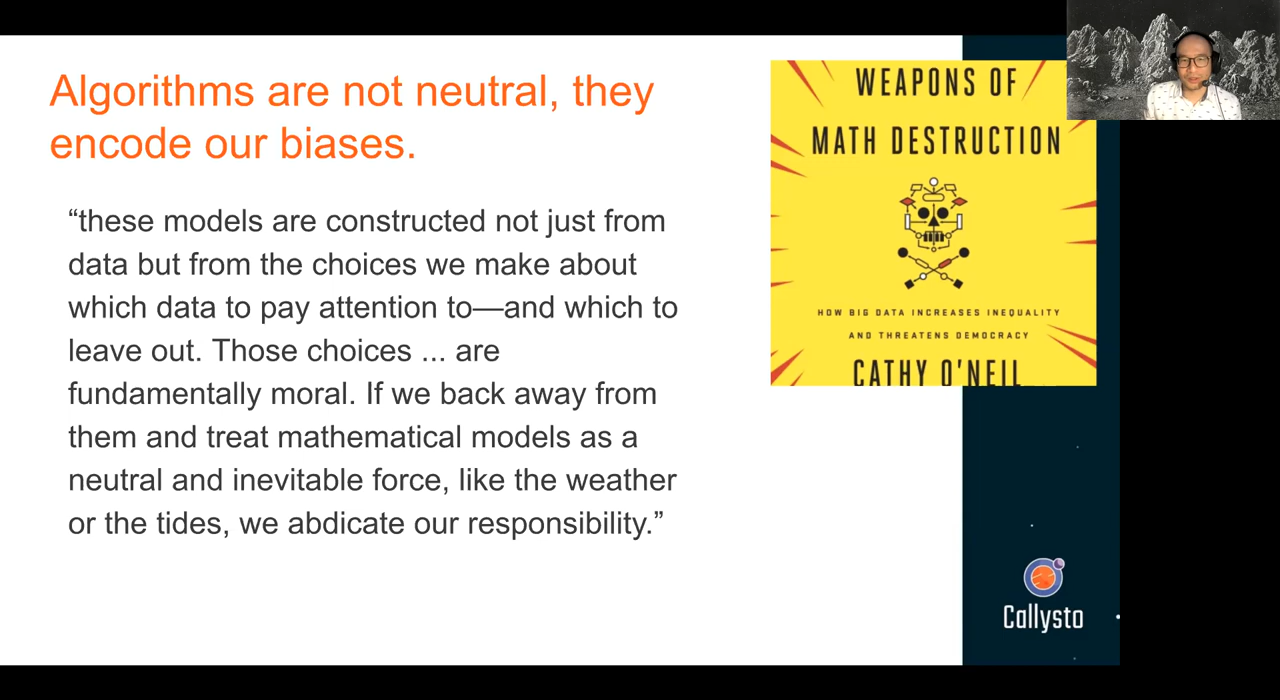 Algorithms are not neutral, they
encode our biases.
“these models are constructed not just from
data but from the choices we make about
which data to pay attention to—and which to
leave out. Those choices ... are
fundamentally moral. If we back away from
them and treat mathematical models as a
neutral and inevitable force, like the weather
or the tides, we abdicate our responsibility.”
WEAPONS OF
MATH DESTRUCTION
HOW BIG DATA INCREASES INEQUALITY
AND THREATENS DEMOCRACY
CATHY O'NEIL
Callysto